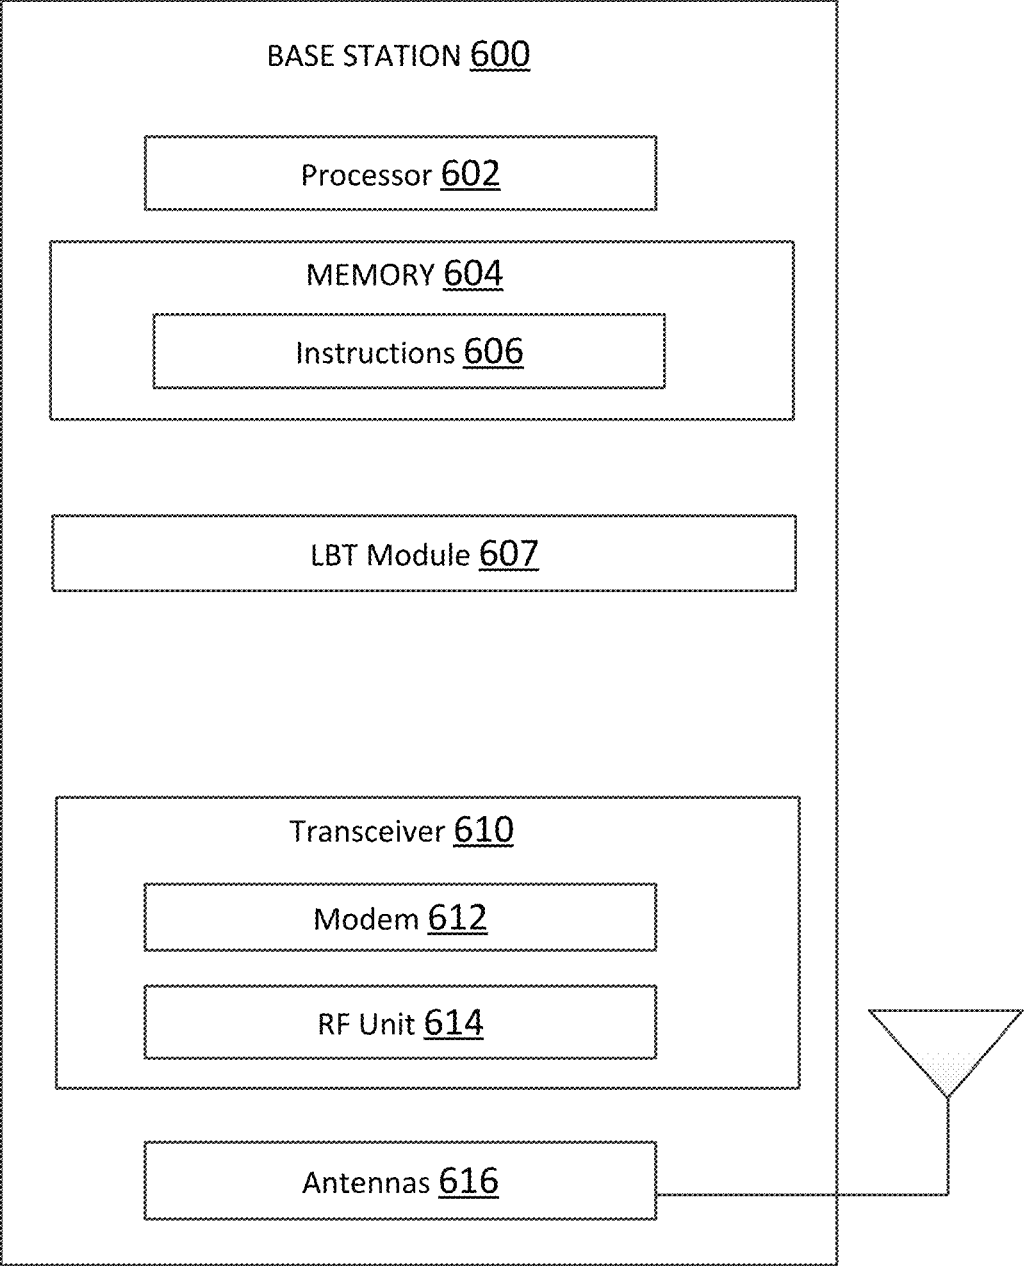 BASE STATION 600
Processor 602
MEMORY 604
Instructions 606
LBT Module 607
Transceiver 610
Modem 612
RF Unit 614
Antennas 616